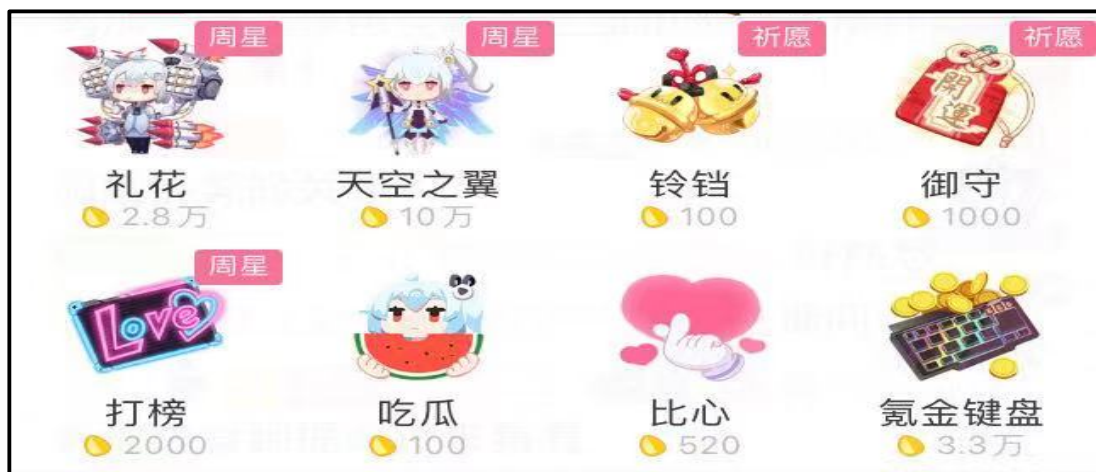 周星 周星 祈愿 祈愿
開運
礼花 天空之翼 铃铛 御守
2.8万 10万 100 1000
周星
Love
打榜 吃瓜 比心 氪金键盘
2000 100 520 3.3万